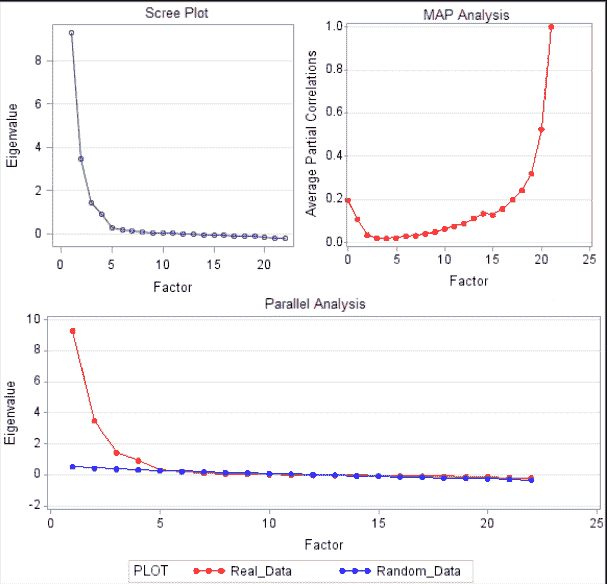 Scree Plot
Eigenvalue
8
6
4
2
0
0 5 10 15 20
Factor
MAP Analysis
Average Partial Correlations
1.0
0.8
0.6
0.4
0.2
0.0
0 5 10 15 20 25
Factor
Parallel Analysis
Eigenvalue
10
8
6
4
2
0
-2
0 5 10 15 20 25
Factor
PLOT Real_Data Random_Data